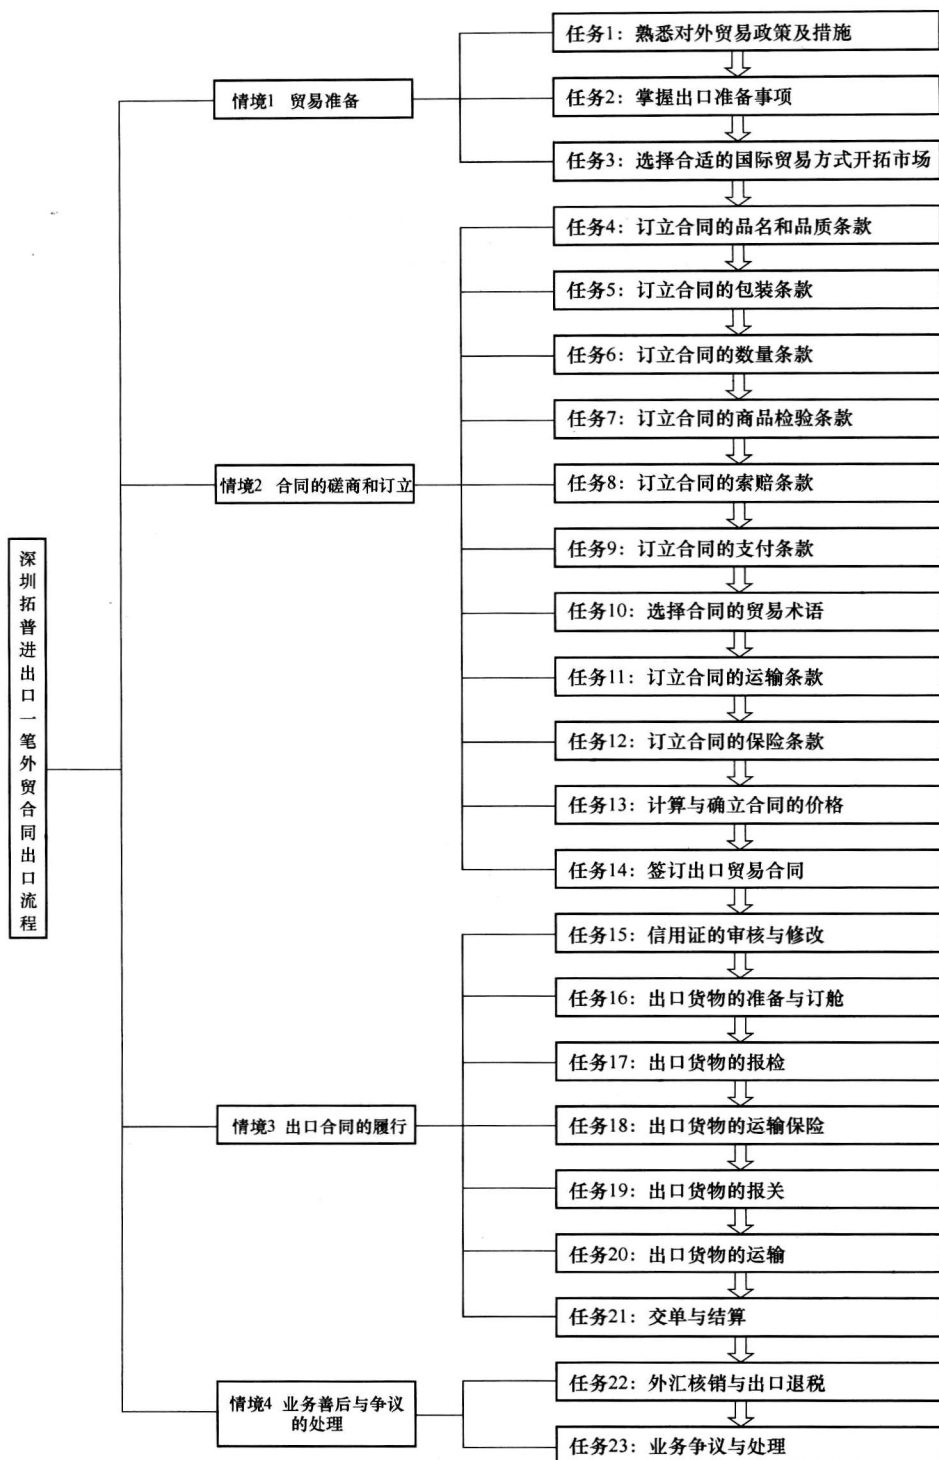 深圳拓普进出口一笔外贸合同出口流程
情境1 贸易准备
任务1：熟悉对外贸易政策及措施
任务2：掌握出口准备事项
任务3：选择合适的国际贸易方式开拓市场
情境2 合同的磋商和订立
任务4：订立合同的品名和品质条款
任务5：订立合同的包装条款
任务6：订立合同的数量条款
任务7：订立合同的商品检验条款
任务8：订立合同的索赔条款
任务9：订立合同的支付条款
任务10：选择合同的贸易术语
任务11：订立合同的运输条款
任务12：订立合同的保险条款
任务13：计算与确立合同的价格
任务14：签订出口贸易合同
情境3 出口合同的履行
任务15：信用证的审核与修改
任务16：出口货物的准备与订舱
任务17：出口货物的报检
任务18：出口货物的运输保险
任务19：出口货物的报关
任务20：出口货物的运输
任务21：交单与结算
情境4 业务善后与争议
的处理
任务22：外汇核销与出口退税
任务23：业务争议与处理